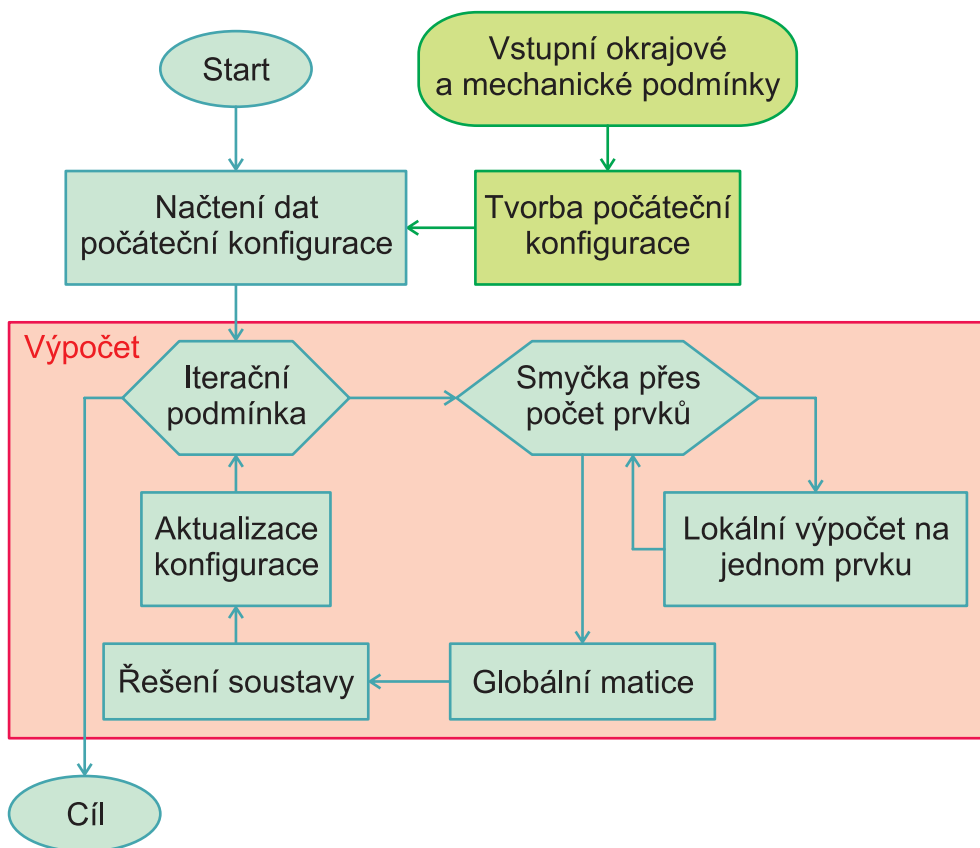 Start
Vstupní okrajové
a mechanické podmínky
Načtení dat
počáteční konfigurace
Tvorba počáteční
konfigurace
Výpočet
Iterační
podmínka
Smyčka přes
počet prvků
Aktualizace
konfigurace
Lokální výpočet na
jednom prvku
Řešení soustavy
Globální matice
Cíl